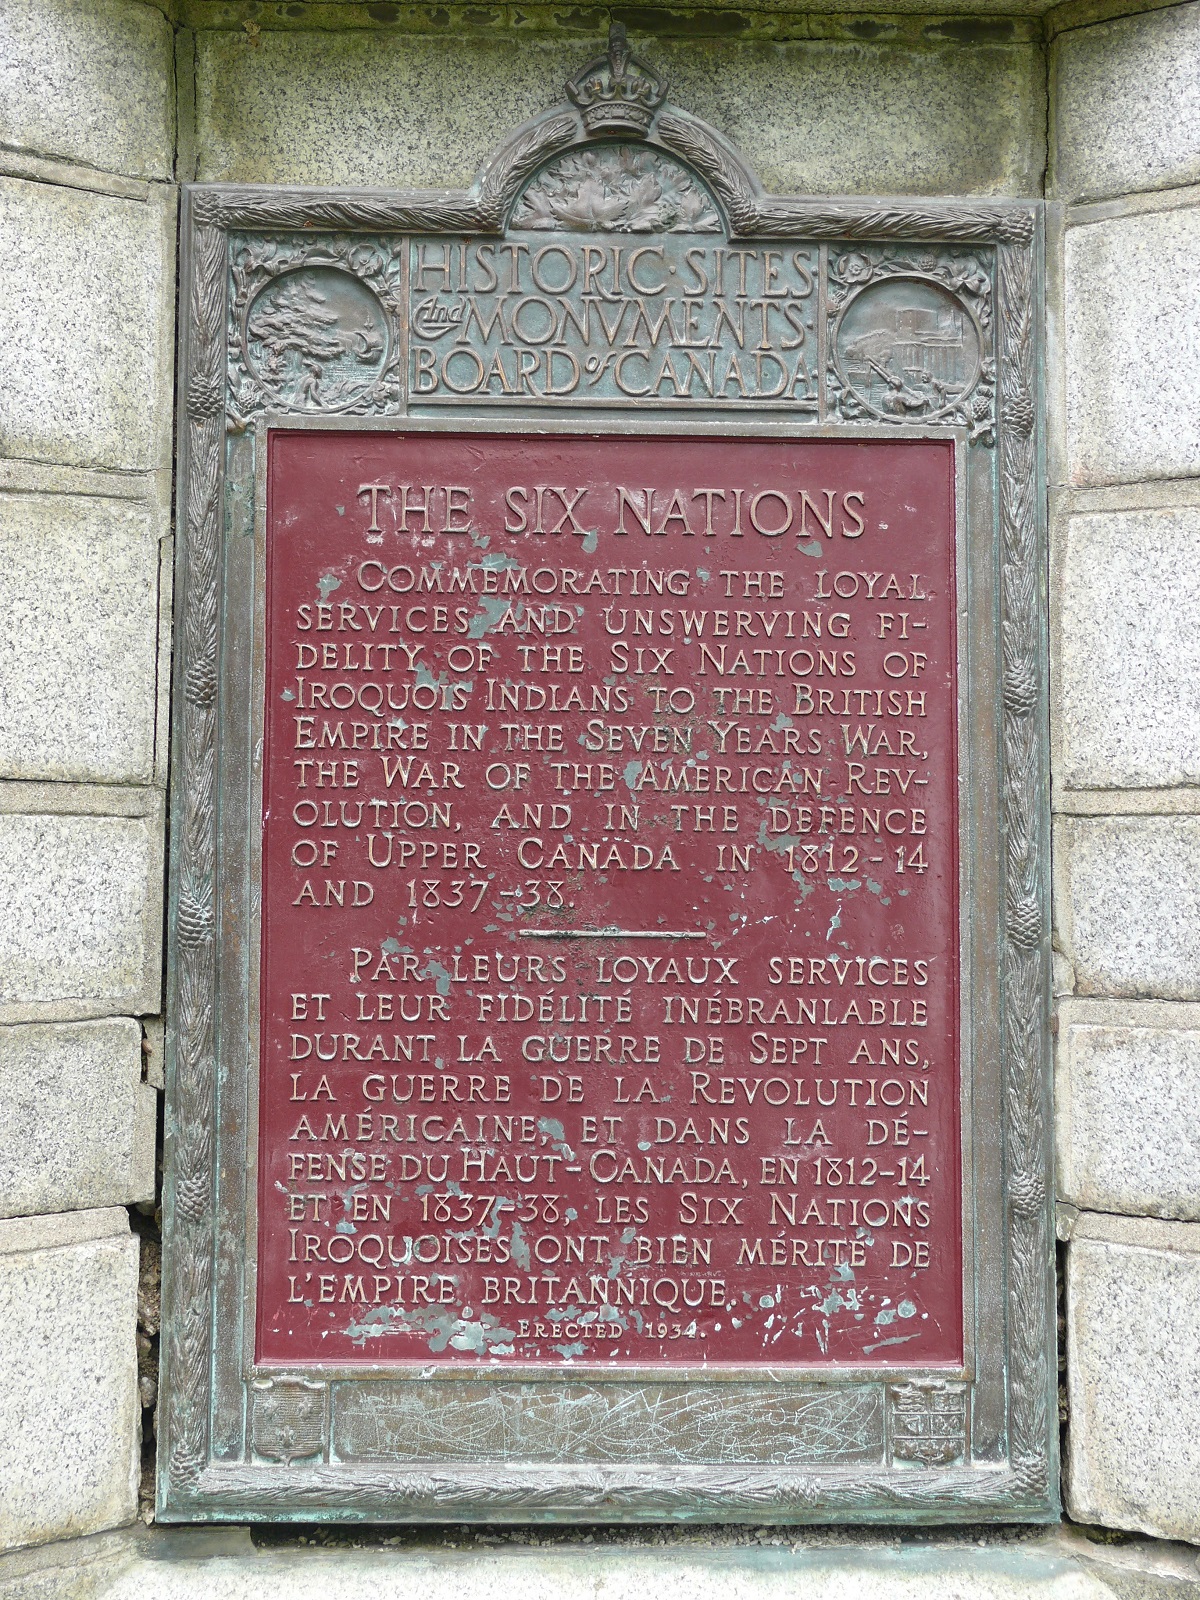 HISTORIC · SITES
And MONVMENTS ·
BOARD of CANADA
THE SIX NATIONS
COMMEMORATING THE LOYAL
SERVICES AND UNSWERVING FI-
DELITY OF THE SIX NATIONS OF
IROQUOIS INDIANS TO THE BRITISH
EMPIRE IN THE SEVEN YEARS WAR,
THE WAR OF THE AMERICAN REV-
OLUTION, AND IN THE DEFENCE
OF UPPER CANADA IN 1812-14
AND 1837-38.
PAR LEURS LOYAUX SERVICES
ET LEUR FIDÉLITÉ INÉBRANLABLE
DURANT LA GUERRE DE SEPT ANS,
LA GUERRE DE LA REVOLUTION
AMÉRICAINE, ET DANS LA DÉ-
FENSE DU HAUT-CANADA, EN 1812-14
ET EN 1837-38, LES SIX NATIONS
IROQUOISES ONT BIEN MÉRITÉ DE
L'EMPIRE BRITANNIQUE.
ERECTED 1934.